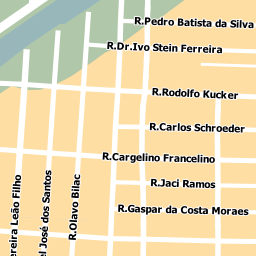 R.Pedro Batista da Silva
R.Dr.Ivo Stein Ferreira
R.Rodolfo Kucker
R.Carlos Schroeder
R.Cargelino Francelino
R.Jaci Ramos
R.Gaspar da Costa Moraes
ereira Leão Filho
el José dos Santos
R.Olavo Bilac